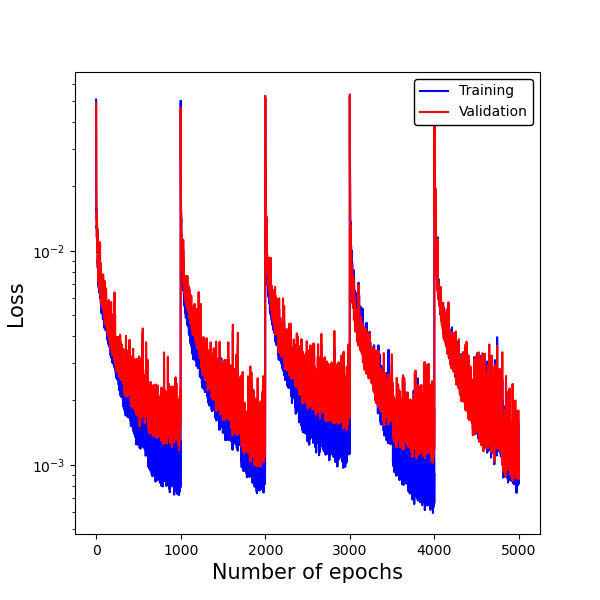 Training
Validation
Loss
10⁻²
10⁻³
0 1000 2000 3000 4000 5000
Number of epochs